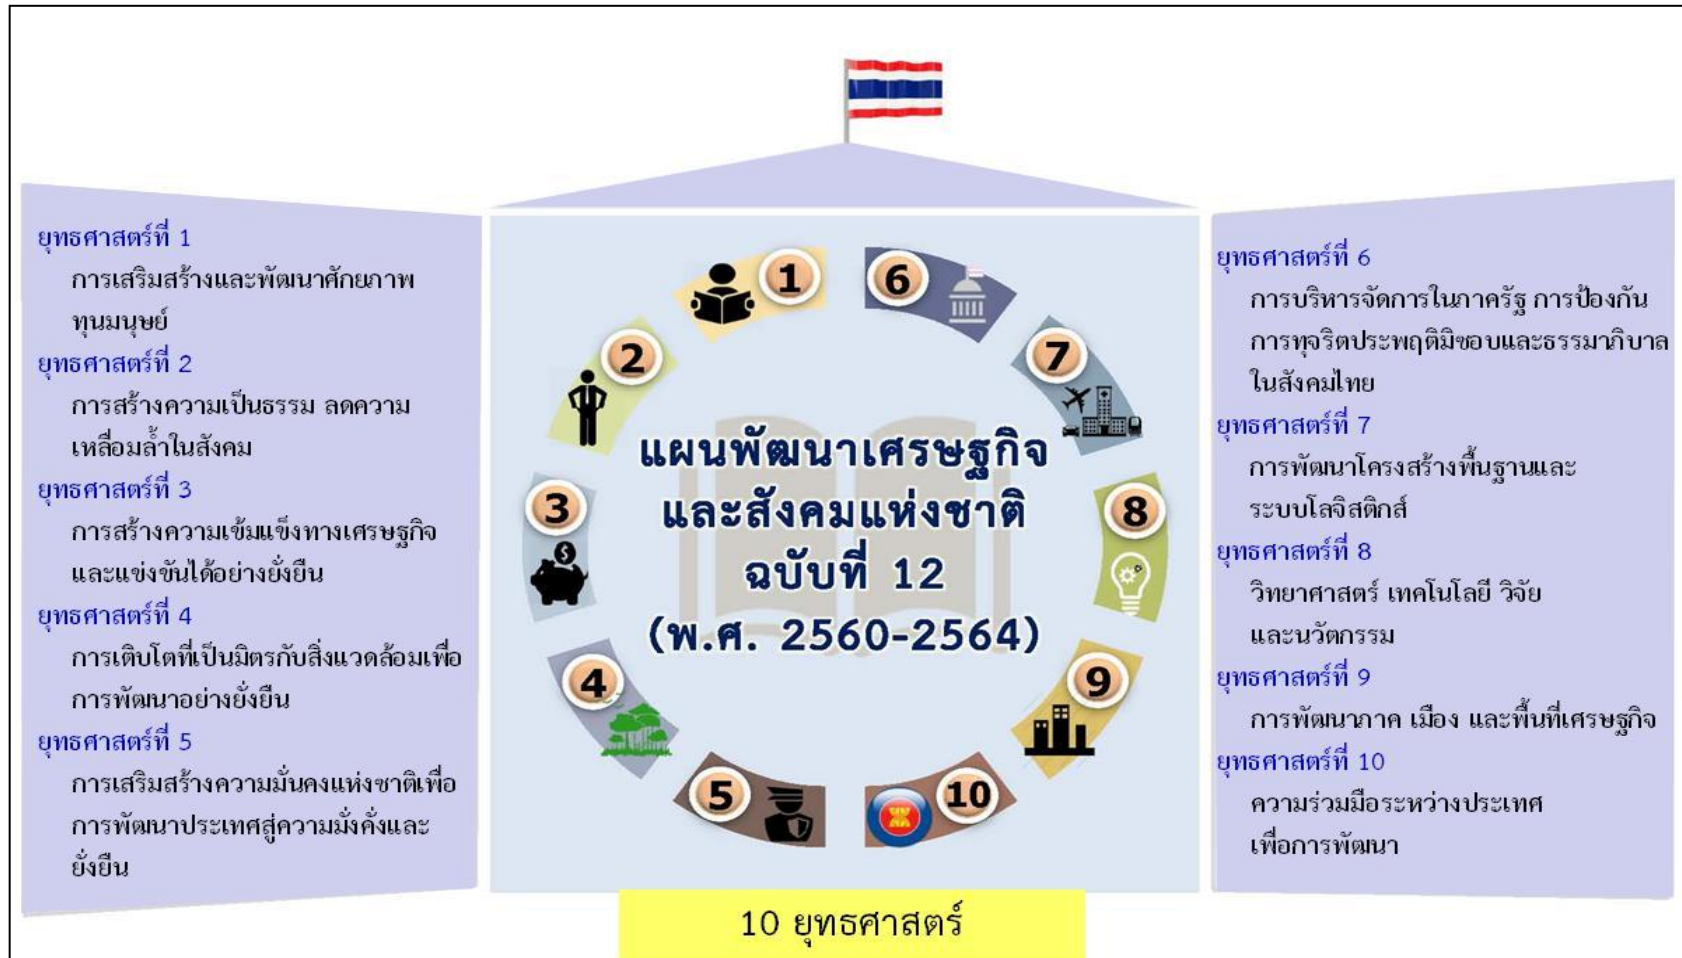 ยุทธศาสตร์ที่ 1
การเสริมสร้างและพัฒนาศักยภาพ
ทุนมนุษย์
ยุทธศาสตร์ที่ 2
การสร้างความเป็นธรรม ลดความ
เหลื่อมล้ำในสังคม
ยุทธศาสตร์ที่ 3
การสร้างความเข้มแข็งทางเศรษฐกิจ
และแข่งขันได้อย่างยั่งยืน
ยุทธศาสตร์ที่ 4
การเติบโตที่เป็นมิตรกับสิ่งแวดล้อมเพื่อ
การพัฒนาอย่างยั่งยืน
ยุทธศาสตร์ที่ 5
การเสริมสร้างความมั่นคงแห่งชาติเพื่อ
การพัฒนาประเทศสู่ความมั่งคั่งและ
ยั่งยืน
1
2
3
4
5
6
7
8
9
10
แผนพัฒนาเศรษฐกิจ
และสังคมแห่งชาติ
ฉบับที่ 12
(พ.ศ. 2560-2564)
ยุทธศาสตร์ที่ 6
การบริหารจัดการในภาครัฐ การป้องกัน
การทุจริตประพฤติมิชอบและธรรมาภิบาล
ในสังคมไทย
ยุทธศาสตร์ที่ 7
การพัฒนาโครงสร้างพื้นฐานและ
ระบบโลจิสติกส์
ยุทธศาสตร์ที่ 8
วิทยาศาสตร์ เทคโนโลยี วิจัย
และนวัตกรรม
ยุทธศาสตร์ที่ 9
การพัฒนาภาค เมือง และพื้นที่เศรษฐกิจ
ยุทธศาสตร์ที่ 10
ความร่วมมือระหว่างประเทศ
เพื่อการพัฒนา
10 ยุทธศาสตร์